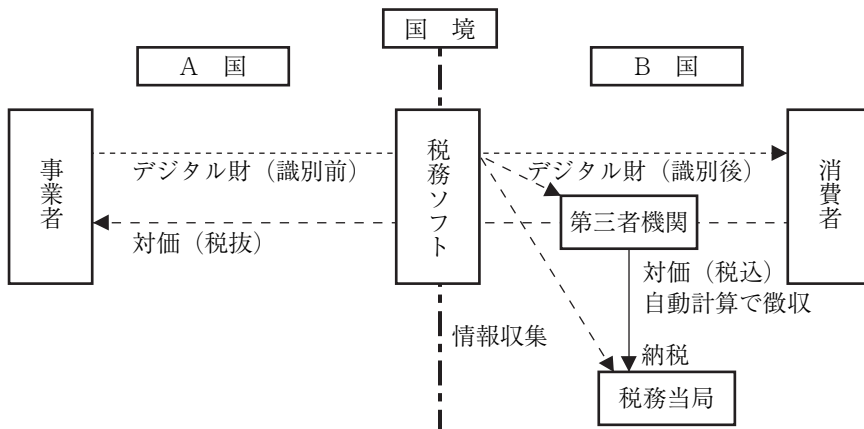 国　境
A　国
B　国
事業者
税務ソフト
消費者
デジタル財（識別前）
デジタル財（識別後）
第三者機関
対価（税抜）
対価（税込）
自動計算で徴収
情報収集
納税
税務当局